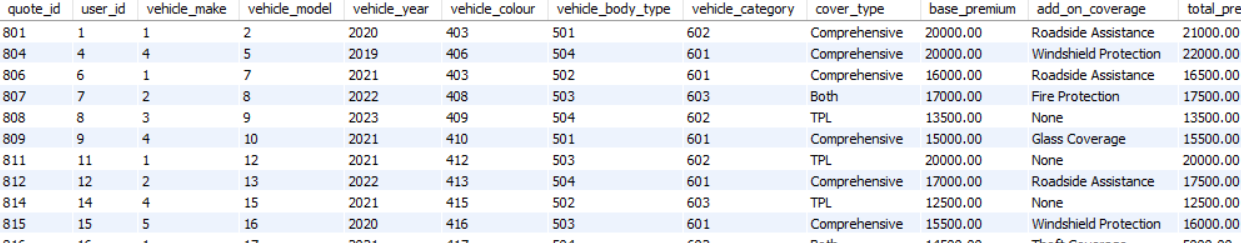 quote_id user_id vehicle_make vehicle_model vehicle_year vehicle_colour vehicle_body_type vehicle_category cover_type base_premium add_on_coverage total_pre
801 1 1 2 2020 403 501 602 Comprehensive 20000.00 Roadside Assistance 21000.00
804 4 4 5 2019 406 504 601 Comprehensive 20000.00 Windshield Protection 22000.00
806 6 1 7 2021 403 502 601 Comprehensive 16000.00 Roadside Assistance 16500.00
807 7 2 8 2022 408 503 603 Both 17000.00 Fire Protection 17500.00
808 8 3 9 2023 409 504 602 TPL 13500.00 None 13500.00
809 9 4 10 2021 410 501 601 Comprehensive 15000.00 Glass Coverage 15500.00
811 11 1 12 2021 412 503 602 TPL 20000.00 None 20000.00
812 12 2 13 2022 413 504 601 Comprehensive 17000.00 Roadside Assistance 17500.00
814 14 4 15 2021 415 502 603 TPL 12500.00 None 12500.00
815 15 5 16 2020 416 503 601 Comprehensive 15500.00 Windshield Protection 16000.00